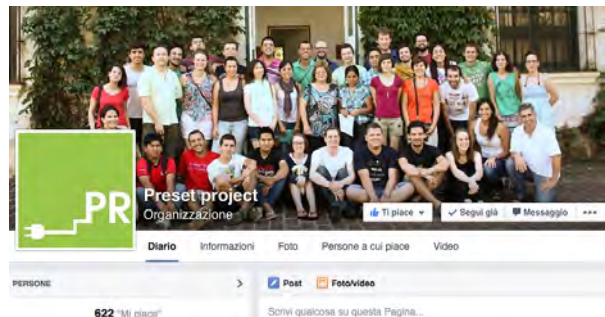 PR
Preset project
Organizzazione
Ti piace
Segui già
Messaggio
Diario
Informazioni
Foto
Persone a cui piace
Video
PERSONE
Post
Foto/video
622 "Mi piace"
Scrivi qualcosa su questa Pagina...